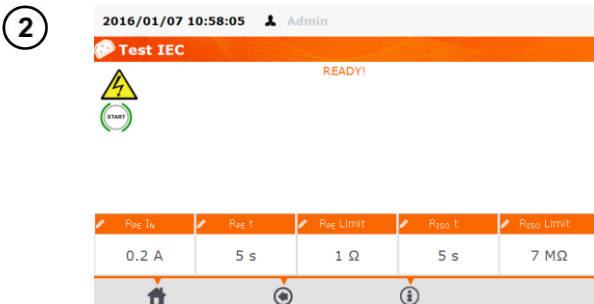 2
2016/01/07 10:58:05 Admin
Test IEC
READY!
START
RPE IN RPE t RPE Limit RISO t RISO Limit
0.2 A 5 s 1 Ω 5 s 7 MΩ